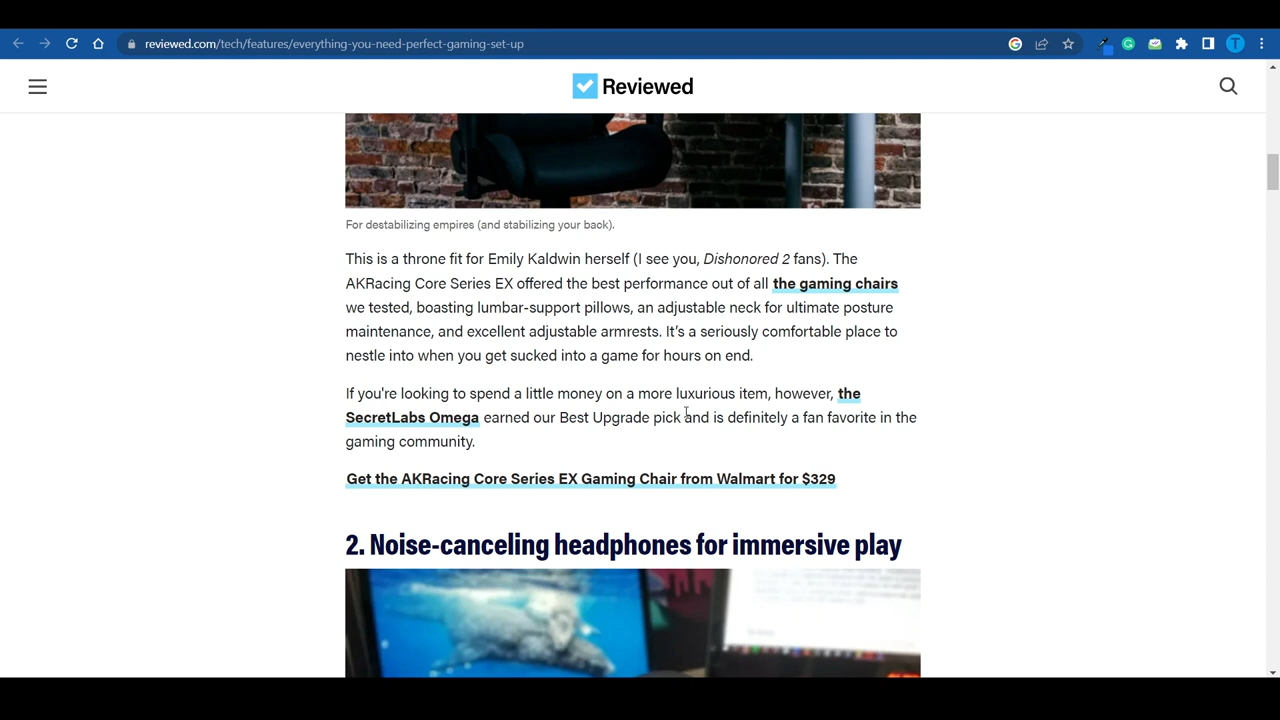 reviewed.com/tech/features/everything-you-need-perfect-gaming-set-up
T
Reviewed
For destabilizing empires (and stabilizing your back).
This is a throne fit for Emily Kaldwin herself (I see you, Dishonored 2 fans). The
AKRacing Core Series EX offered the best performance out of all the gaming chairs
we tested, boasting lumbar-support pillows, an adjustable neck for ultimate posture
maintenance, and excellent adjustable armrests. It’s a seriously comfortable place to
nestle into when you get sucked into a game for hours on end.
If you're looking to spend a little money on a more luxurious item, however, the
SecretLabs Omega earned our Best Upgrade pick and is definitely a fan favorite in the
gaming community.
Get the AKRacing Core Series EX Gaming Chair from Walmart for $329
2. Noise-canceling headphones for immersive play